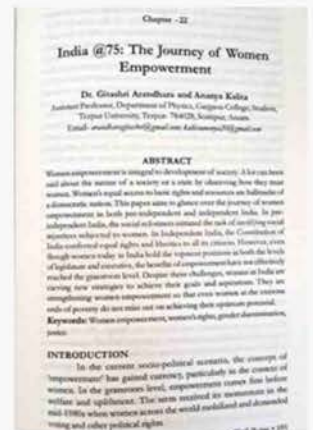 Chapter -22
India @75: The Journey of Women
Empowerment
Dr. Gitashri Arandhara and Ananya Kalita
Assistant Professor, Department of Physics, Gargaon College, Student,
Tezpur University, Tezpur- 784028, Sonitpur, Assam
Email-
ABSTRACT
Women empowerment is integral to development of society. A lot can been
said about the nature of a society or a state by observing how they treat
women. Women's equal access to basic rights and resources are hallmarks of
a democratic nation. This paper aims to glance over the journey of women
empowerment in both pre-independent and independent India. In pre-
independent India, the social reformers initiated the task of rectifying social
injustices subjected to women. In Independent India, the Constitution of
India conferred equal rights and liberties to all its citizens. However, even
though women today in India hold the topmost positions at both the levels
of legislature and executive, the benefits of empowerment have not effectively
reached the grassroot level. Despite these challenges, women in India are
carving new strategies to achieve their goals and aspirations. They are
strengthening women empowerment so that even women at the extreme
ends of poverty do not miss out on achieving their optimum potential.
Keywords: Women empowerment, women's rights, gender discrimination,
justice.
INTRODUCTION
In the current socio-political scenario, the concept of
'empowerment' has gained currency, particularly in the context of
women. In the grassroots level, empowerment comes first before
welfare and upliftment. The term received its momentum in the
mid-1980s when women across the world mobilized and demanded
voting and other political rights.